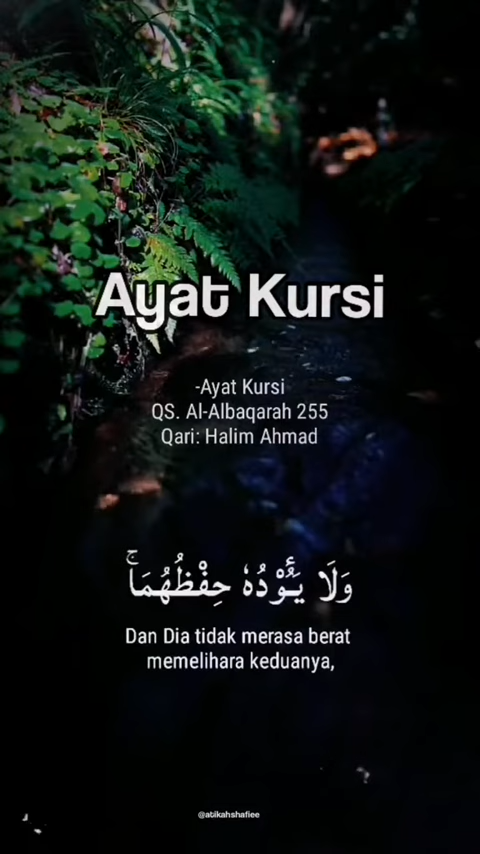 Ayat Kursi
-Ayat Kursi
QS. Al-Albaqarah 255
Qari: Halim Ahmad
وَلَا يَـُٔوْدُهٗ حِفْظُهُمَاۚ
Dan Dia tidak merasa berat
memelihara keduanya,
@atikahshafiee